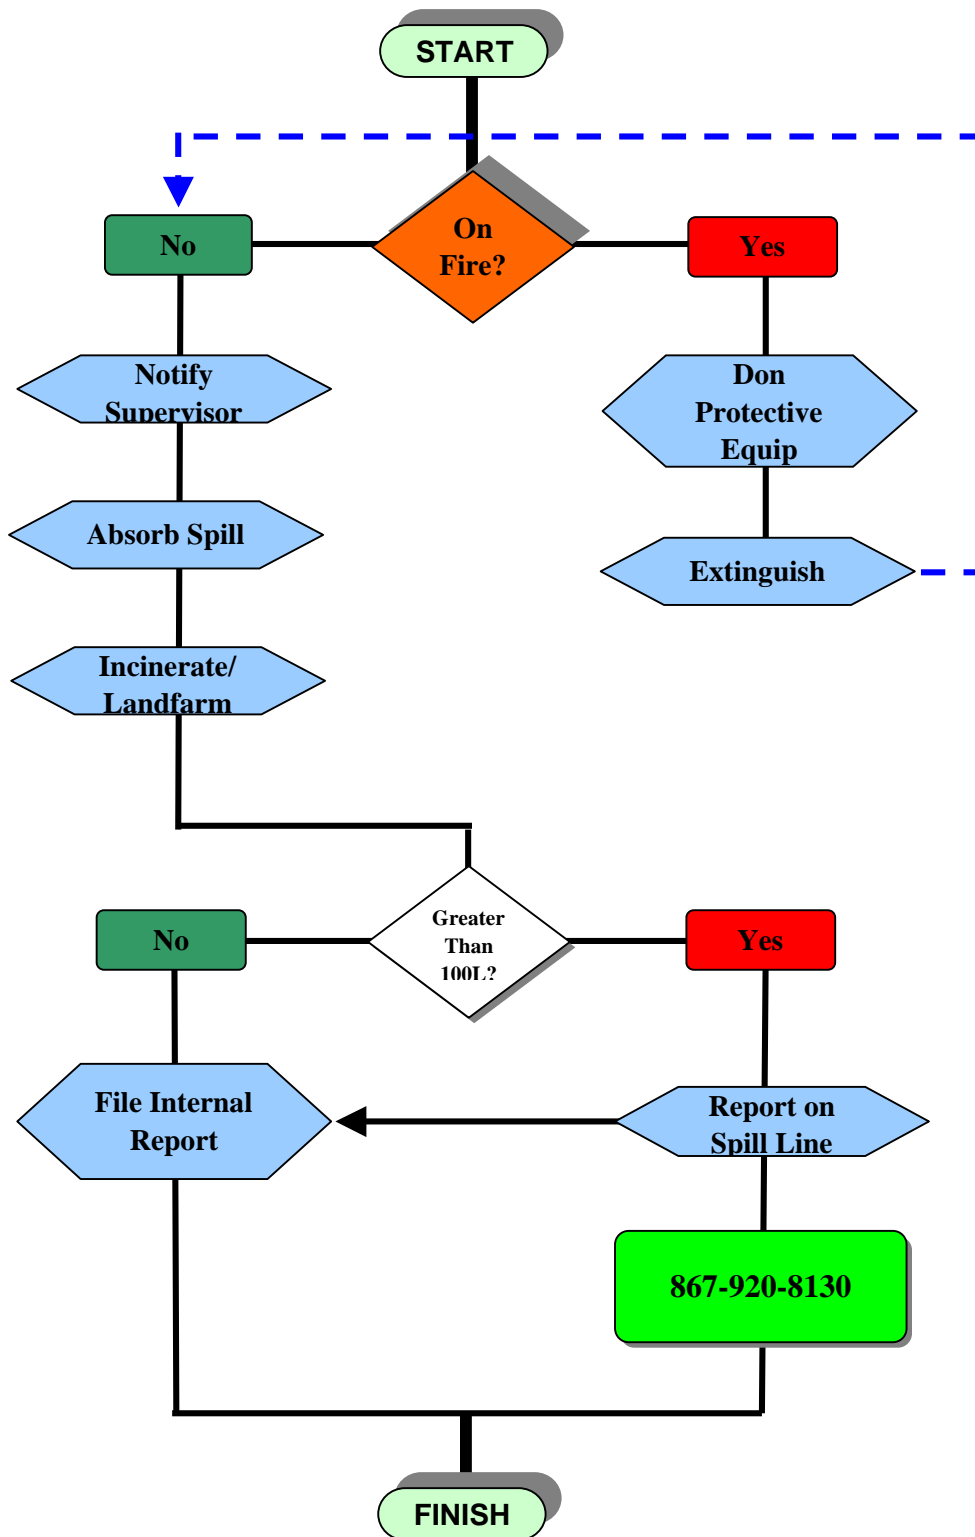 START
On
Fire?
No
Yes
Notify
Supervisor
Don
Protective
Equip
Absorb Spill
Extinguish
Incinerate/
Landfarm
Greater
Than
100L?
No
Yes
File Internal
Report
Report on
Spill Line
867-920-8130
FINISH